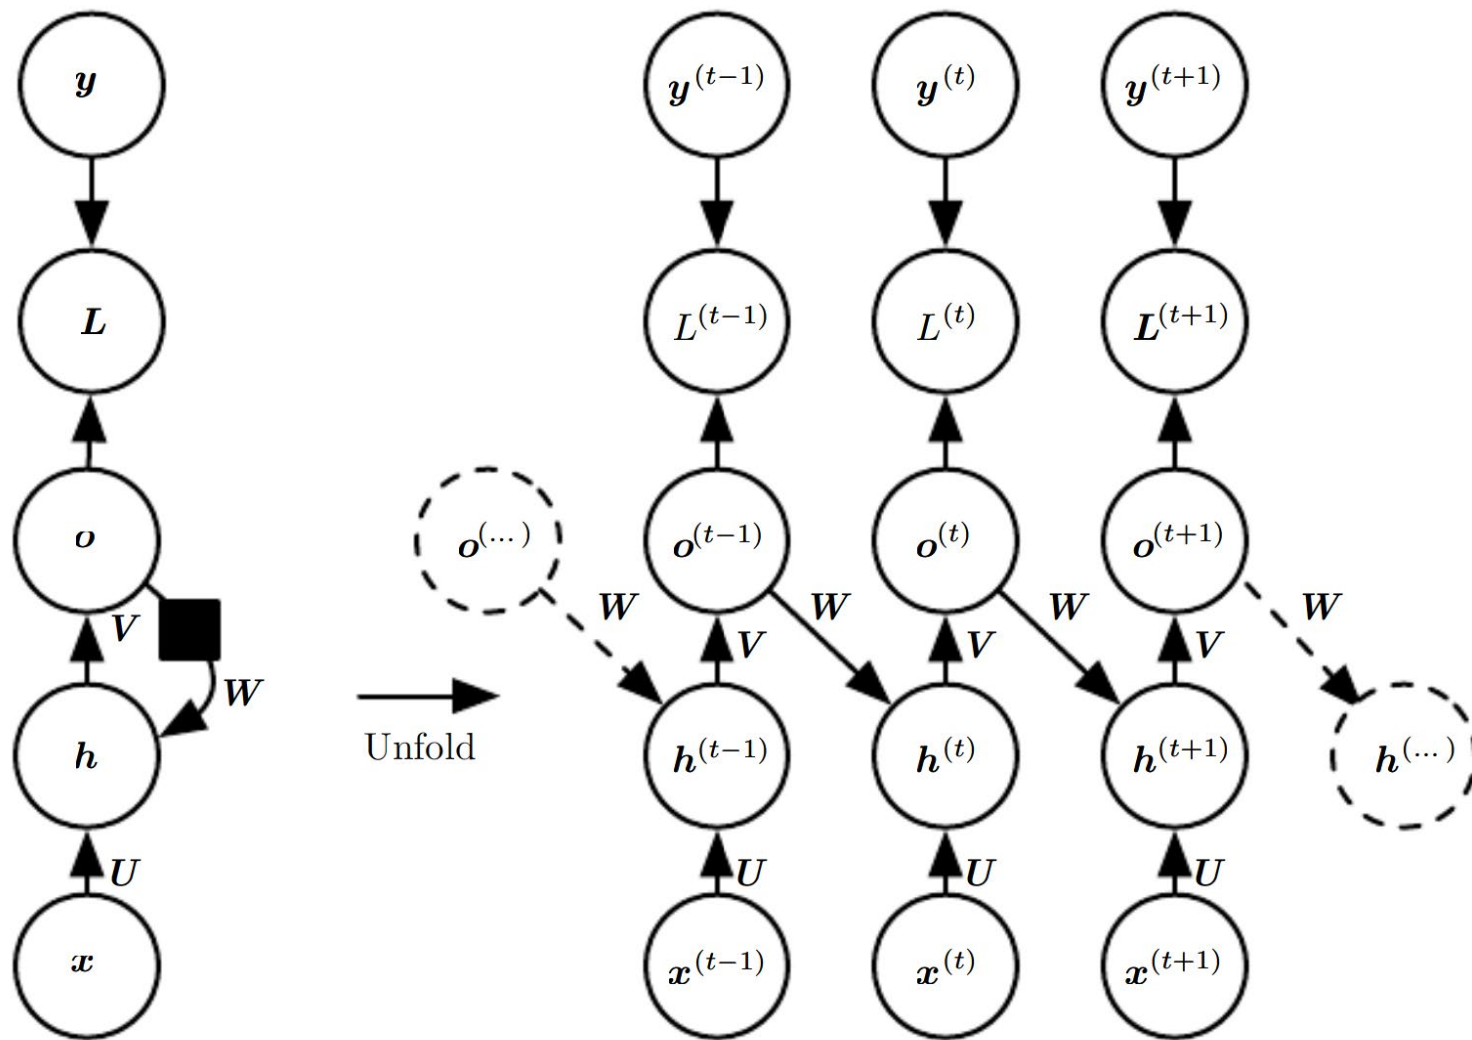 y y^(t−1) y^(t) y^(t+1)
L L^(t−1) L^(t) L^(t+1)
o o^(...) o^(t−1) o^(t) o^(t+1)
W W W W
V V V V
W
Unfold
h h^(t−1) h^(t) h^(t+1) h^(...)
U U U U
x x^(t−1) x^(t) x^(t+1)